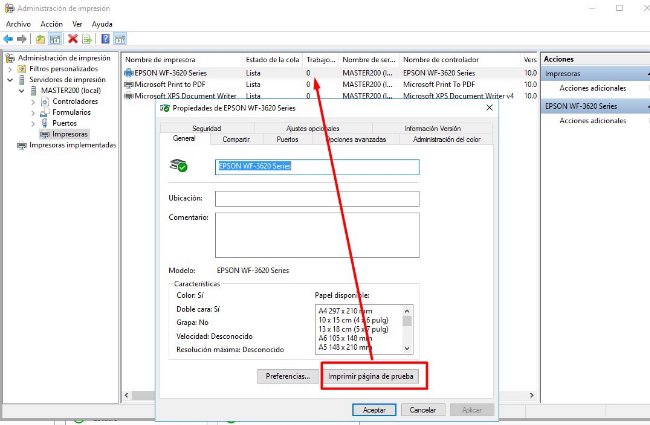 Administración de impresión
Archivo Acción Ver Ayuda
Administración de impresión
Filtros personalizados
Servidores de impresión
MASTER200 (local)
Controladores
Formularios
Puertos
Impresoras
Impresoras implementadas
Nombre de impresora Estado de la cola Trabajo... Nombre de ser... Nombre de controlador Vers
EPSON WF-3620 Series Lista 0 MASTER200 (l... EPSON WF-3620 Series 10.0
Microsoft Print to PDF Lista 0 MASTER200 (l... Microsoft Print To PDF 10.0
Microsoft XPS Document Writer Lista 0 MASTER200 (l... Microsoft XPS Document Writer v4 10.0
Acciones
Impresoras
Acciones adicionales
EPSON WF-3620 Series
Acciones adicionales
Propiedades de EPSON WF-3620 Series
Seguridad Ajustes opcionales Información Versión
General Compartir Puertos Opciones avanzadas Administración del color
EPSON WF-3620 Series
Ubicación:
Comentario:
Modelo: EPSON WF-3620 Series
Características
Color: Sí
Doble cara: Sí
Grapa: No
Velocidad: Desconocido
Resolución máxima: Desconocido
Papel disponible:
A4 297 x 210 mm
10 x 15 cm (4 x 6 pulg)
13 x 18 cm (5 x 7 pulg)
A6 105 x 148 mm
A5 148 x 210 mm
Preferencias... Imprimir página de prueba
Aceptar Cancelar Aplicar